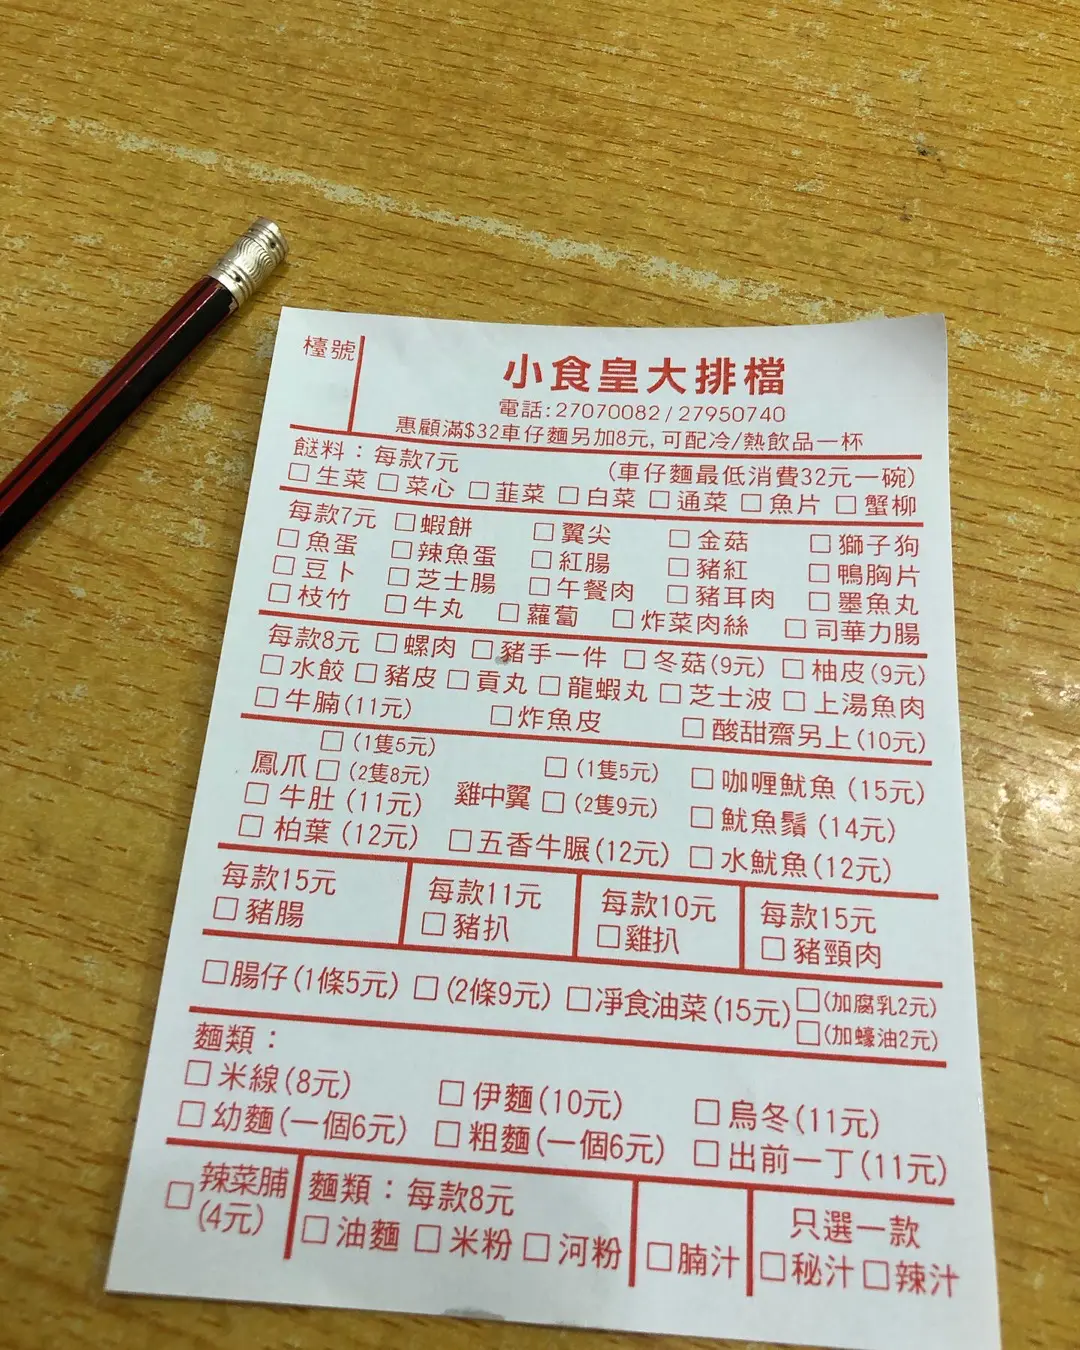 檯號
小食皇大排檔
電話:27070082/27950740
惠顧滿$32車仔麵另加8元,可配冷/熱飲品一杯
餸料：每款7元 (車仔麵最低消費32元一碗)
□生菜 □菜心 □韮菜 □白菜 □通菜 □魚片 □蟹柳
每款7元 □蝦餅 □翼尖 □金菇 □獅子狗
□魚蛋 □辣魚蛋 □紅腸 □豬紅 □鴨胸片
□豆卜 □芝士腸 □午餐肉 □豬耳肉 □墨魚丸
□枝竹 □牛丸 □蘿蔔 □炸菜肉絲 □司華力腸
每款8元 □螺肉 □豬手一件 □冬菇(9元) □柚皮(9元)
□水餃 □豬皮 □貢丸 □龍蝦丸 □芝士波 □上湯魚肉
□牛腩(11元) □炸魚皮 □酸甜齋另上(10元)
鳳爪 □(1隻5元)
□(2隻8元)
雞中翼 □(1隻5元)
□(2隻9元)
□咖喱魷魚(15元)
□牛肚(11元) □魷魚鬚(14元)
□柏葉(12元) □五香牛𦟌(12元) □水魷魚(12元)
每款15元
□豬腸
每款11元
□豬扒
每款10元
□雞扒
每款15元
□豬頸肉
□腸仔(1條5元) □(2條9元) □淨食油菜(15元) □(加腐乳2元)
□(加蠔油2元)
麵類：
□米線(8元) □伊麵(10元) □烏冬(11元)
□幼麵(一個6元) □粗麵(一個6元) □出前一丁(11元)
□辣菜脯
(4元)
麵類：每款8元
□油麵 □米粉 □河粉
□腩汁
只選一款
□秘汁 □辣汁